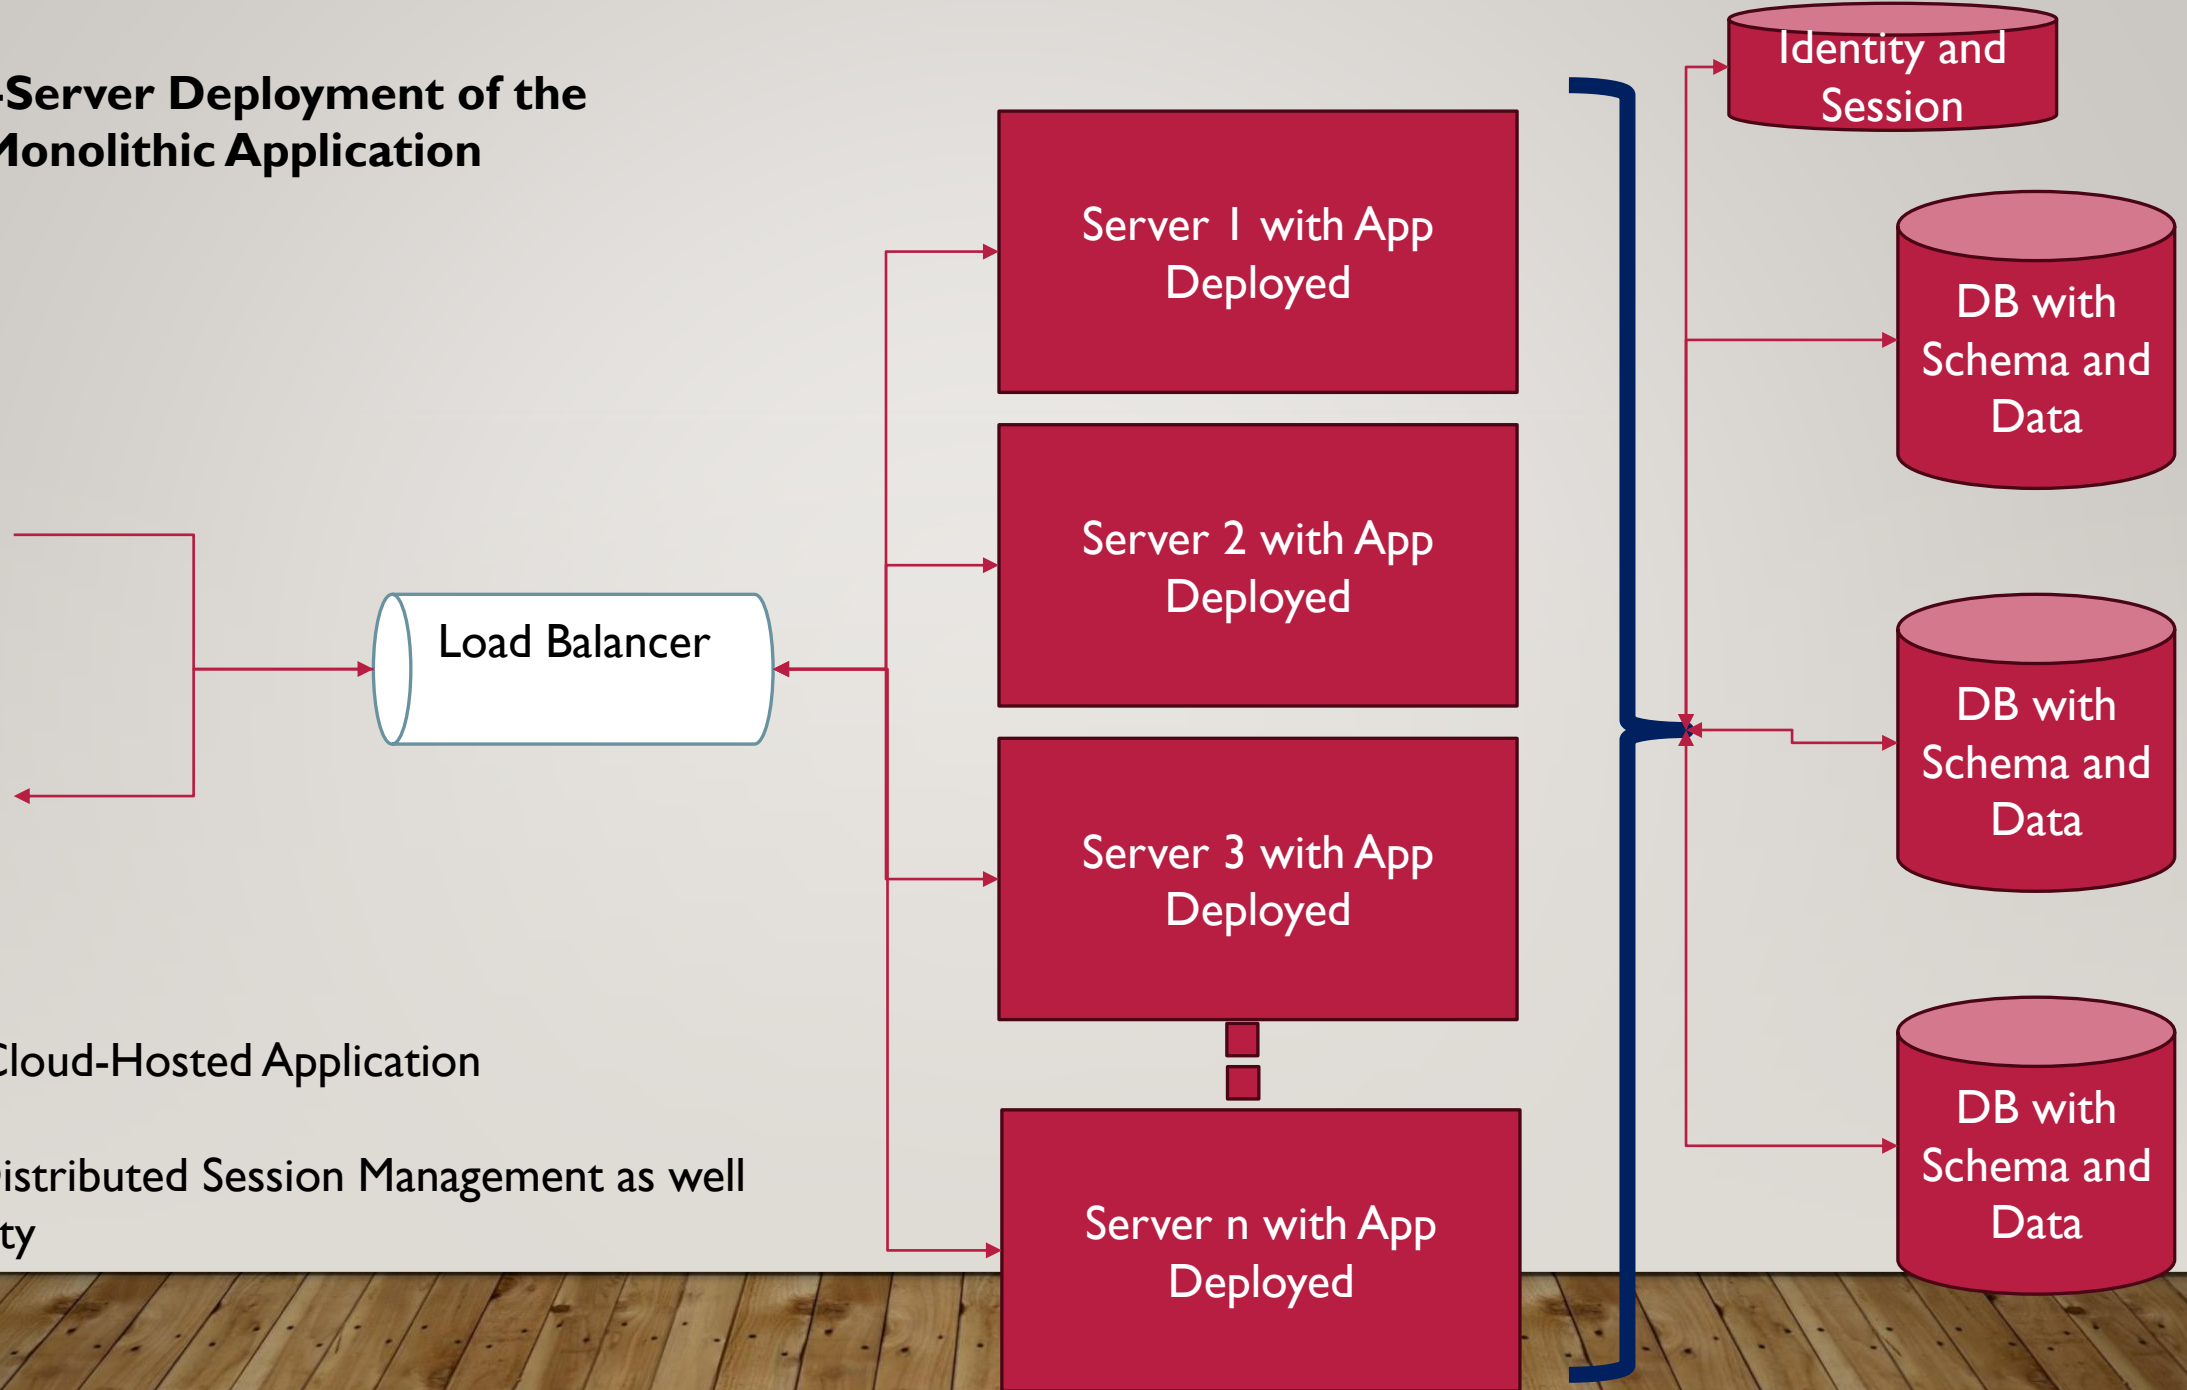 -Server Deployment of the
Monolithic Application
Identity and
Session
Server 1 with App
Deployed
DB with
Schema and
Data
Server 2 with App
Deployed
Load Balancer
DB with
Schema and
Data
Server 3 with App
Deployed
Cloud-Hosted Application
DB with
Schema and
Data
Distributed Session Management as well
ty
Server n with App
Deployed